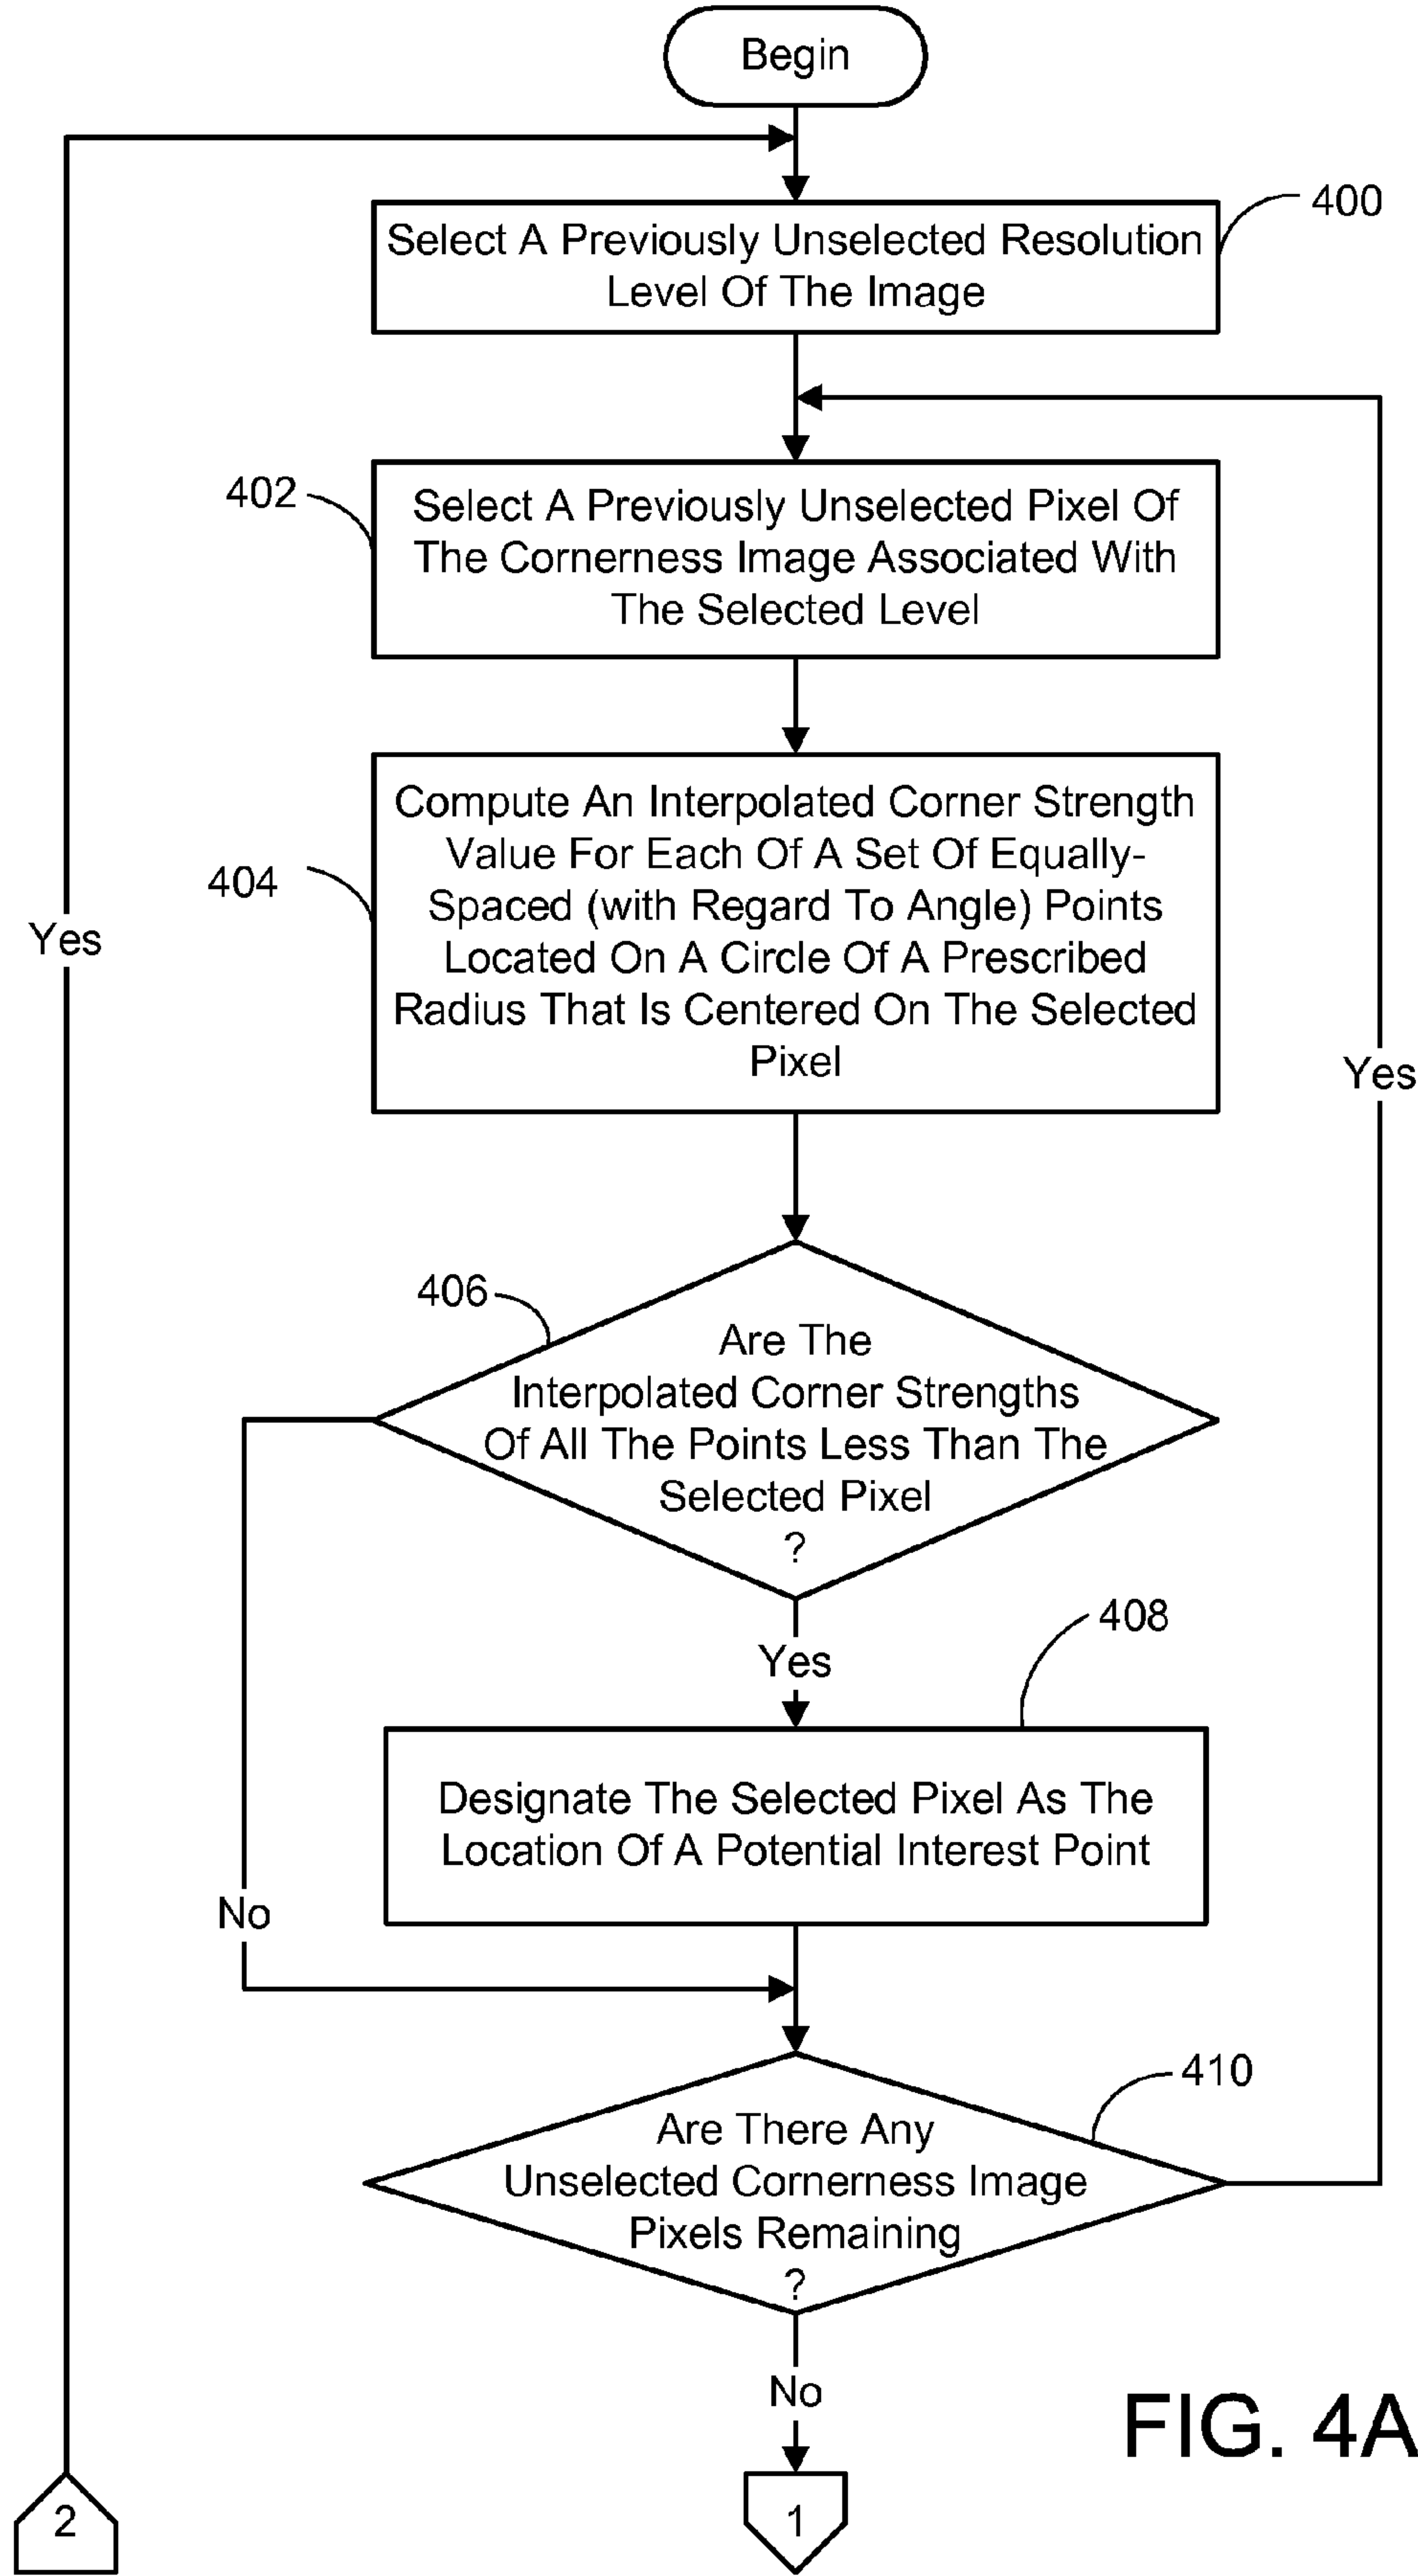 Begin
400
Select A Previously Unselected Resolution
Level Of The Image
402
Select A Previously Unselected Pixel Of
The Cornerness Image Associated With
The Selected Level
404
Compute An Interpolated Corner Strength
Value For Each Of A Set Of Equally-
Spaced (with Regard To Angle) Points
Located On A Circle Of A Prescribed
Radius That Is Centered On The Selected
Pixel
Yes
Yes
406
Are The
Interpolated Corner Strengths
Of All The Points Less Than The
Selected Pixel
?
Yes
408
Designate The Selected Pixel As The
Location Of A Potential Interest Point
No
410
Are There Any
Unselected Cornerness Image
Pixels Remaining
?
No
FIG. 4A
2
1